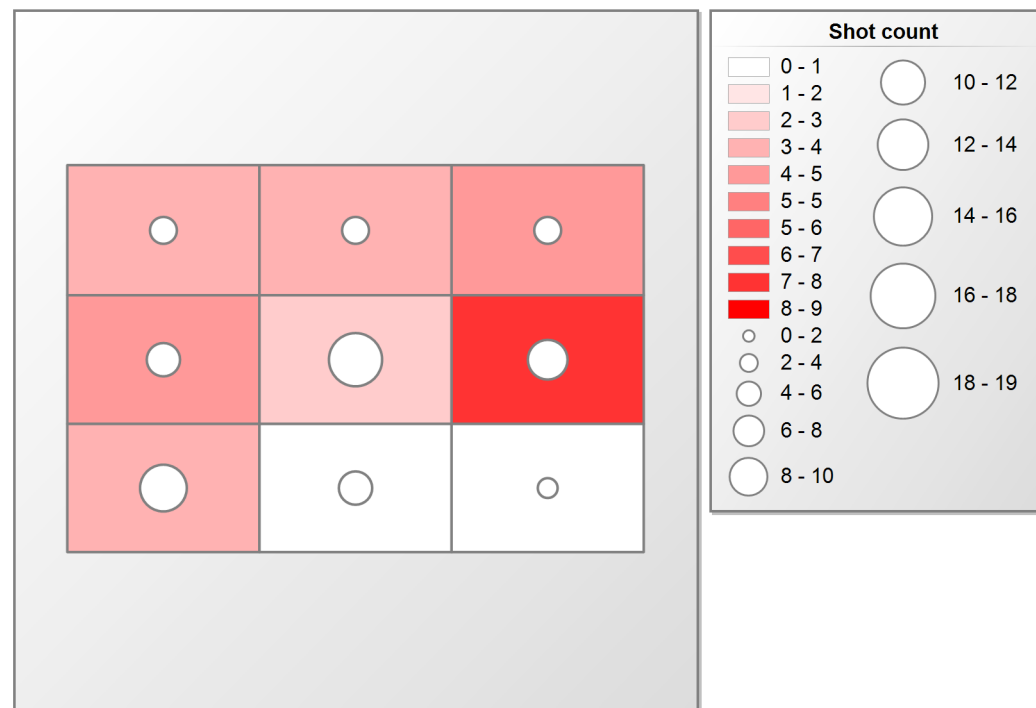 Shot count
0 - 1
1 - 2
2 - 3
3 - 4
4 - 5
5 - 5
5 - 6
6 - 7
7 - 8
8 - 9
0 - 2
2 - 4
4 - 6
6 - 8
8 - 10
10 - 12
12 - 14
14 - 16
16 - 18
18 - 19